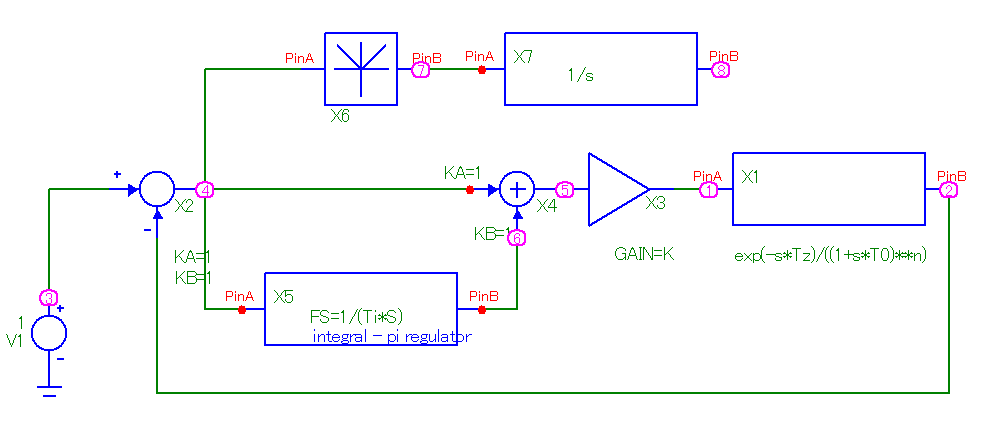 PinA
PinB
7
X6
PinA
X7
1/s
PinB
8
+
-
X2
4
KA=1
KB=1
KA=1
+
X4
KB=1
6
5
X3
GAIN=K
PinA
1
X1
PinB
2
exp(-s*Tz)/((1+s*T0)**n)
3
+
1
V1
-
PinA
X5
FS=1/(Ti*S)
integral - pi regulator
PinB